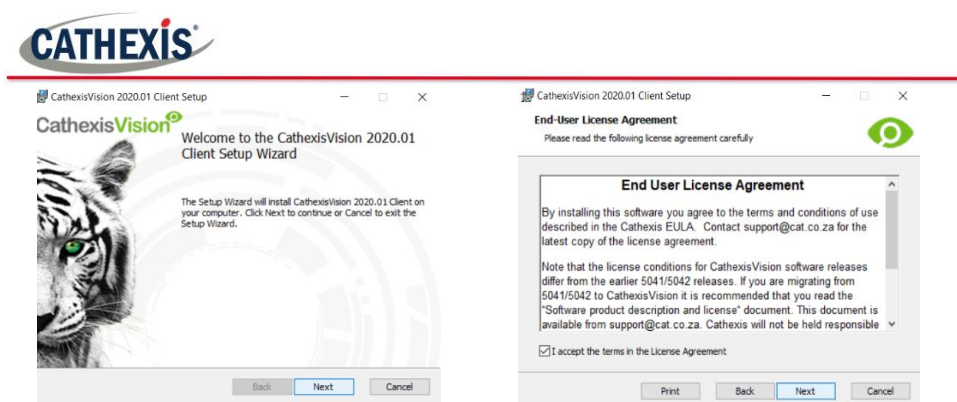 CATHEXIS
CathexisVision 2020.01 Client Setup
CathexisVision
Welcome to the CathexisVision 2020.01
Client Setup Wizard
The Setup Wizard will install CathexisVision 2020.01 Client on
your computer. Click Next to continue or Cancel to exit the
Setup Wizard.
Back Next Cancel
CathexisVision 2020.01 Client Setup
End-User License Agreement
Please read the following license agreement carefully
End User License Agreement
By installing this software you agree to the terms and conditions of use
described in the Cathexis EULA. Contact support@cat.co.za for the
latest copy of the license agreement.
Note that the license conditions for CathexisVision software releases
differ from the earlier 5041/5042 releases. If you are migrating from
5041/5042 to CathexisVision it is recommended that you read the
"Software product description and license" document. This document is
available from support@cat.co.za. Cathexis will not be held responsible
I accept the terms in the License Agreement
Print Back Next Cancel